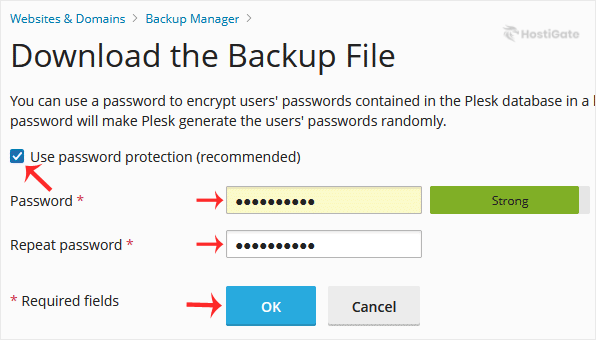 Websites & Domains > Backup Manager >
HostiGate
Download the Backup File
You can use a password to encrypt users' passwords contained in the Plesk database in a
password will make Plesk generate the users' passwords randomly.
Use password protection (recommended)
Password * ●●●●●●●●●● Strong
Repeat password * ●●●●●●●●●●
* Required fields OK Cancel